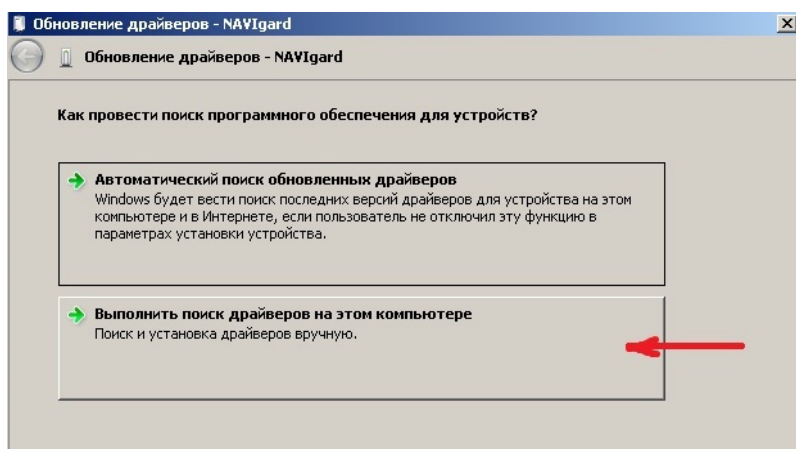 Обновление драйверов - NAVIgard
Обновление драйверов - NAVIgard
Как провести поиск программного обеспечения для устройств?
Автоматический поиск обновленных драйверов
Windows будет вести поиск последних версий драйверов для устройства на этом
компьютере и в Интернете, если пользователь не отключил эту функцию в
параметрах установки устройства.
Выполнить поиск драйверов на этом компьютере
Поиск и установка драйверов вручную.